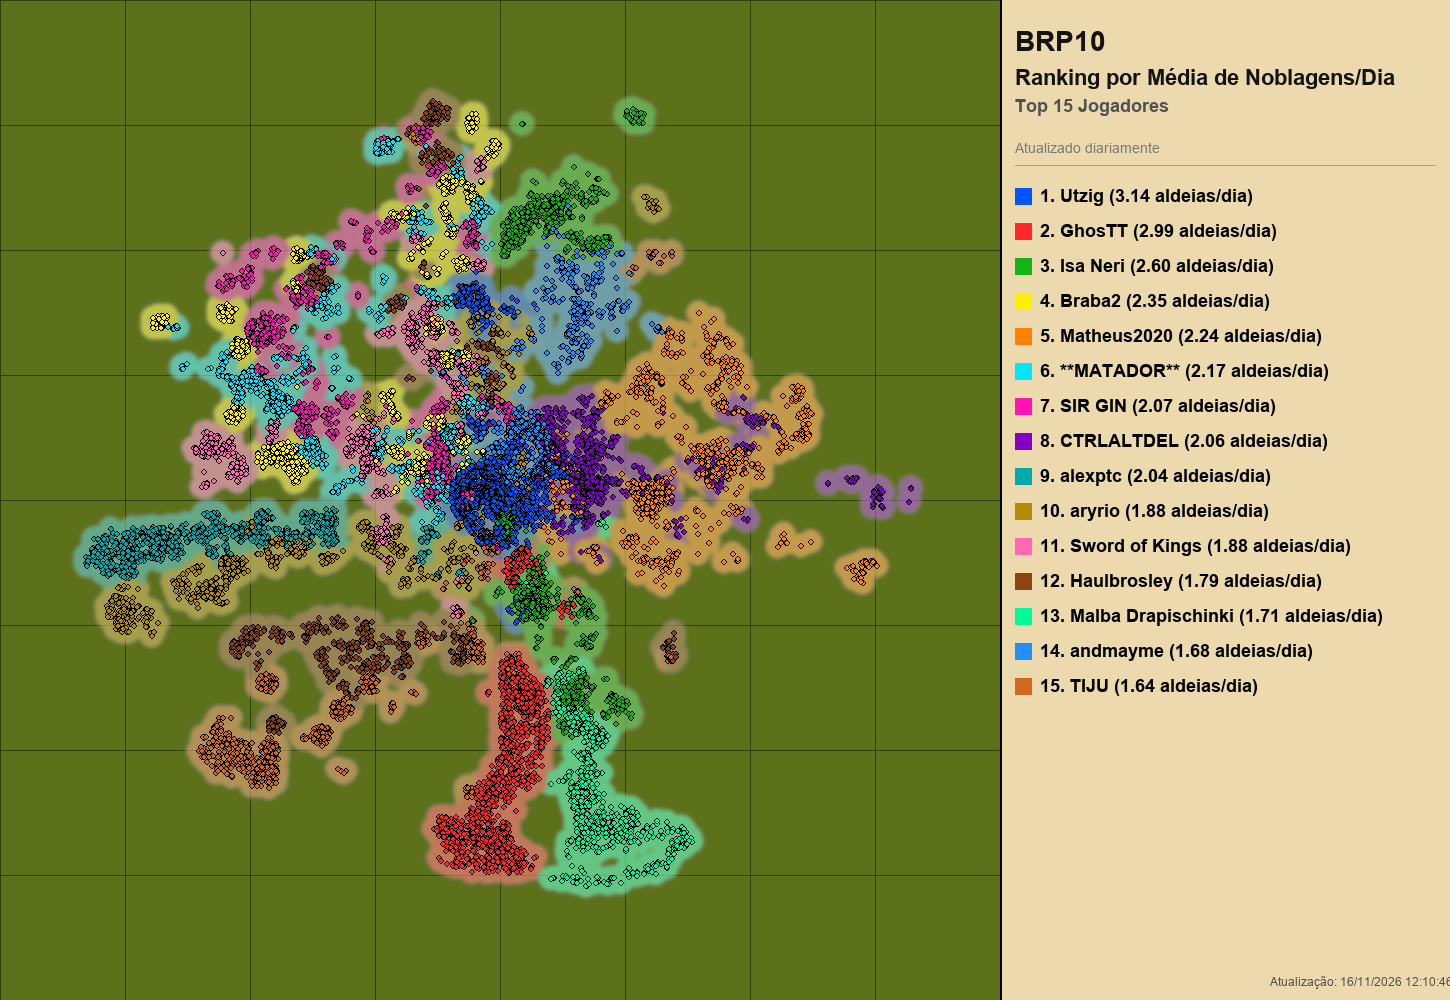 BRP10
Ranking por Média de Noblagens/Dia
Top 15 Jogadores
Atualizado diariamente
1. Utzig (3.14 aldeias/dia)
2. GhosTT (2.99 aldeias/dia)
3. Isa Neri (2.60 aldeias/dia)
4. Braba2 (2.35 aldeias/dia)
5. Matheus2020 (2.24 aldeias/dia)
6. **MATADOR** (2.17 aldeias/dia)
7. SIR GIN (2.07 aldeias/dia)
8. CTRLALTDEL (2.06 aldeias/dia)
9. alexptc (2.04 aldeias/dia)
10. aryrio (1.88 aldeias/dia)
11. Sword of Kings (1.88 aldeias/dia)
12. Haulbrosley (1.79 aldeias/dia)
13. Malba Drapischinki (1.71 aldeias/dia)
14. andmayme (1.68 aldeias/dia)
15. TIJU (1.64 aldeias/dia)
Atualização: 16/11/2026 12:10:46